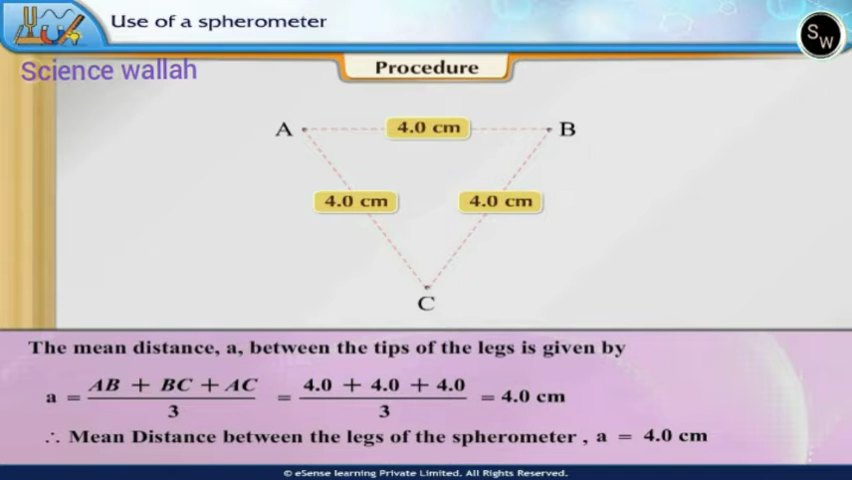 Use of a spherometer
SW
Science wallah
Procedure
A 4.0 cm B
4.0 cm 4.0 cm
C
The mean distance, a, between the tips of the legs is given by
a = AB + BC + AC / 3 = 4.0 + 4.0 + 4.0 / 3 = 4.0 cm
∴ Mean Distance between the legs of the spherometer , a = 4.0 cm
© eSense learning Private Limited. All Rights Reserved.